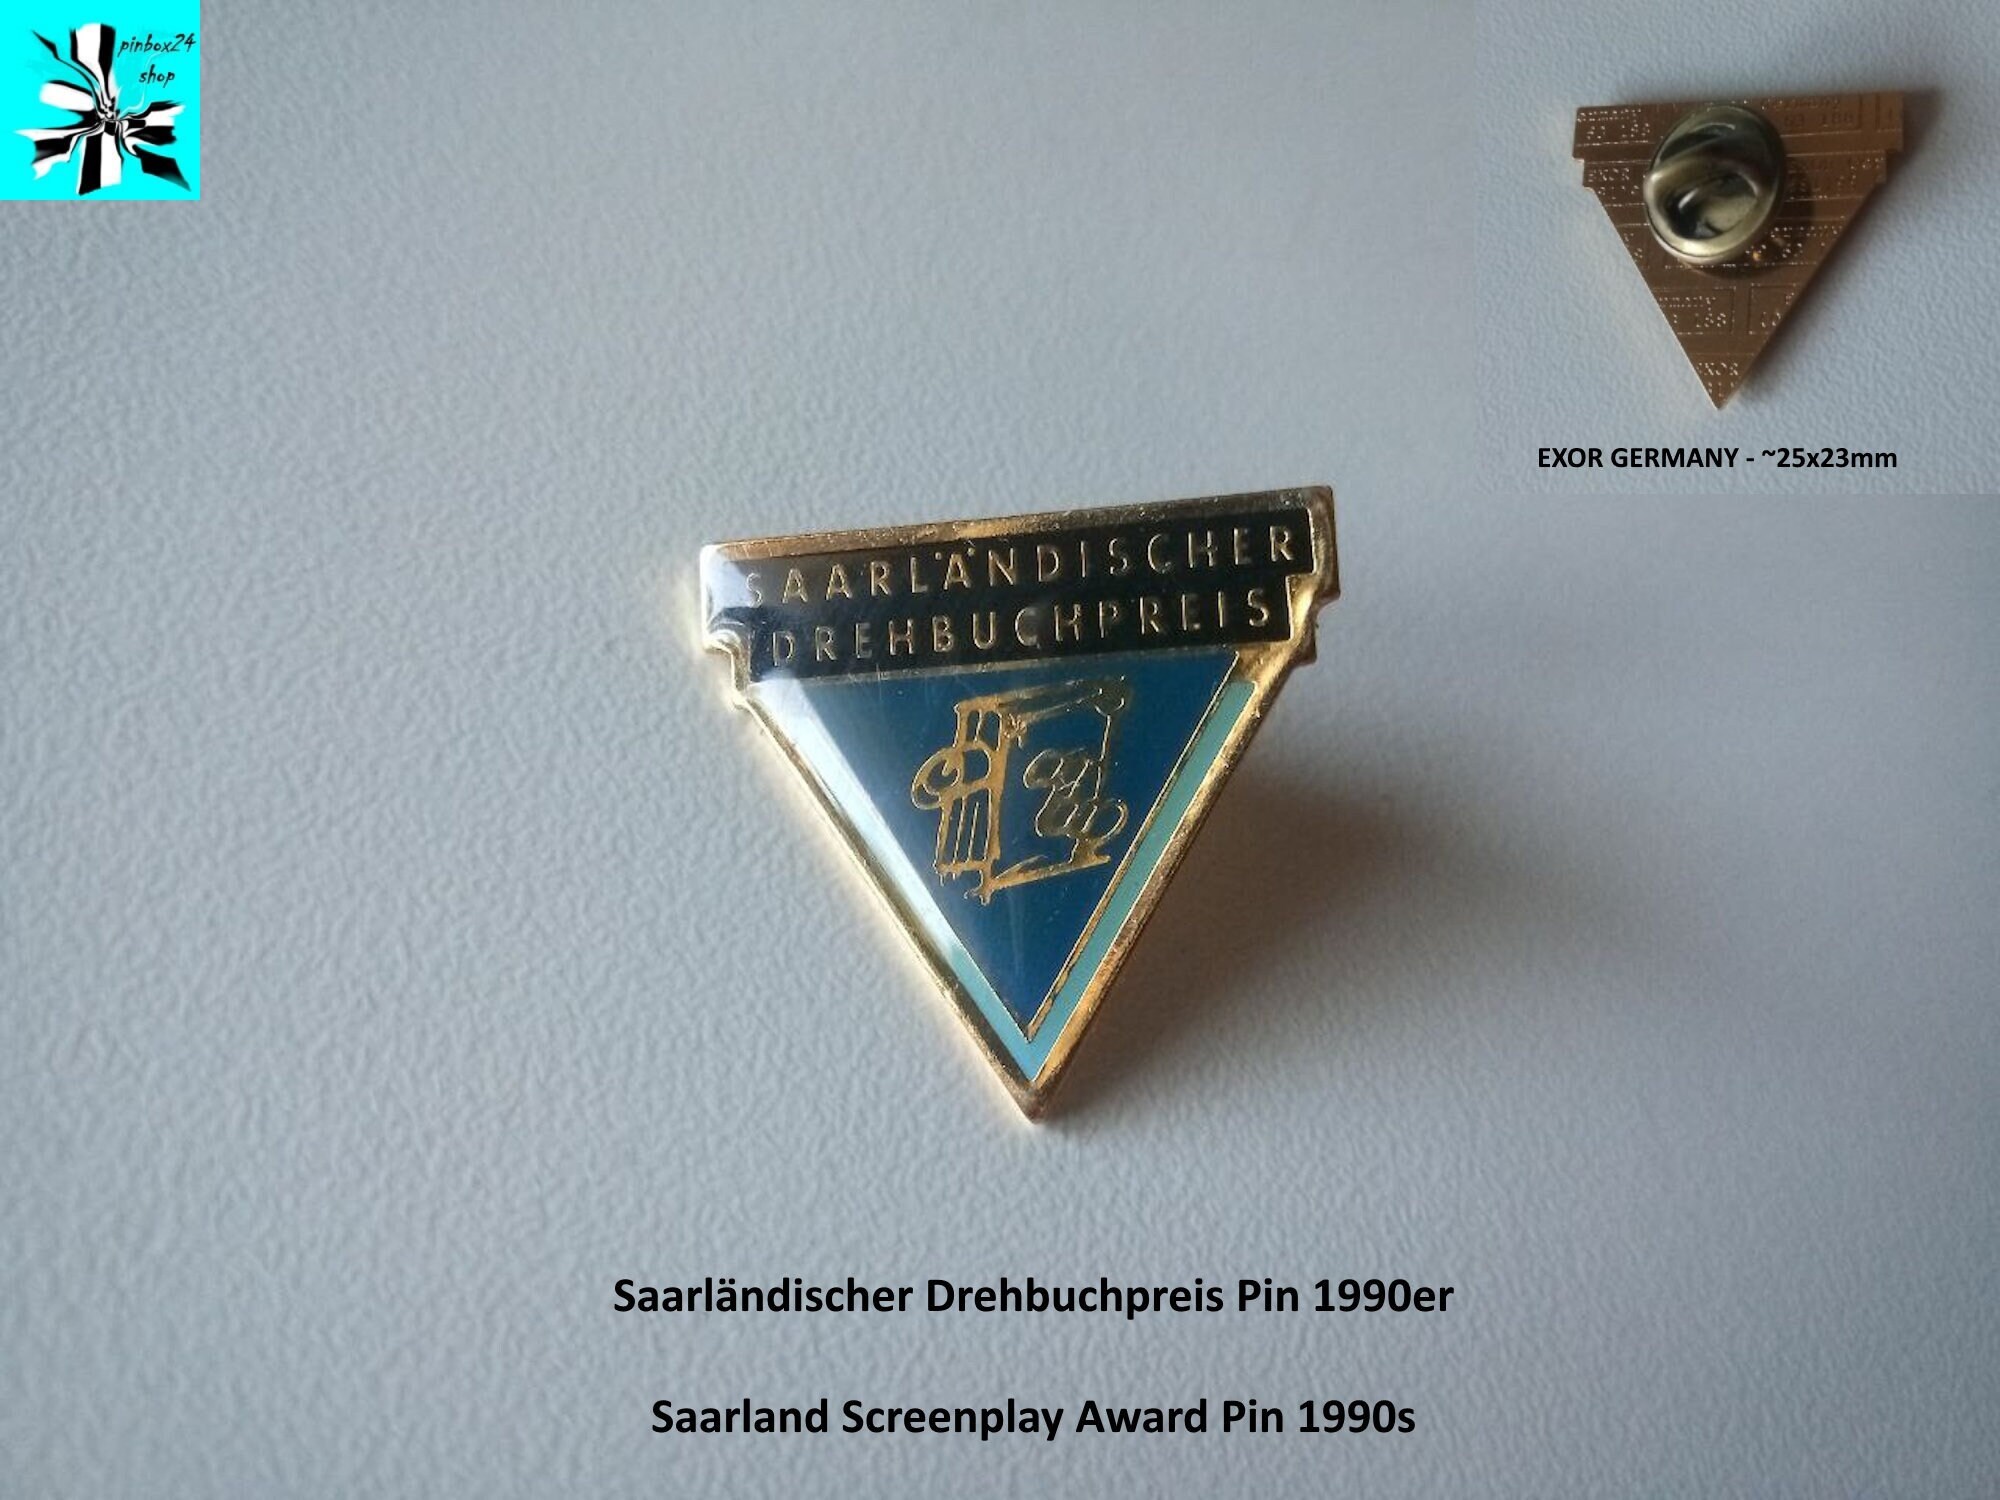 pinbox24
shop
EXOR GERMANY - ~25x23mm
SAARLÄNDISCHER
DREHBUCHPREIS
Saarländischer Drehbuchpreis Pin 1990er
Saarland Screenplay Award Pin 1990s